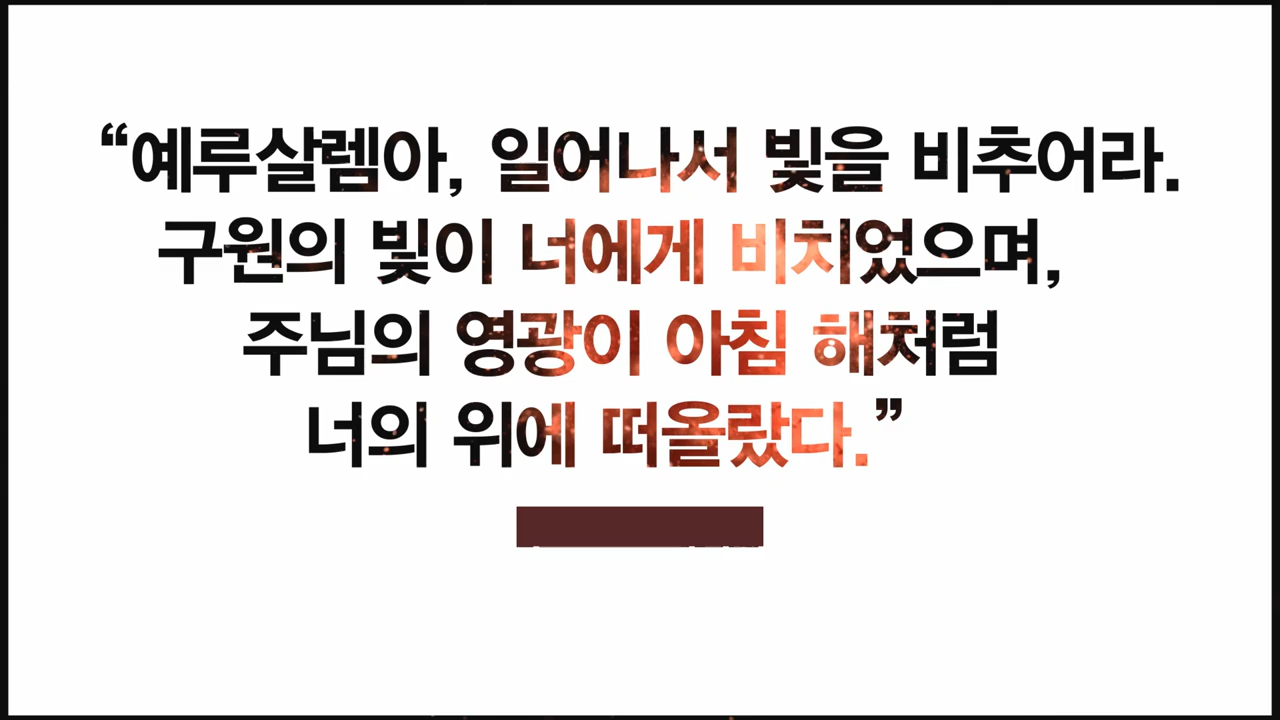 “예루살렘아, 일어나서 빛을 비추어라.
구원의 빛이 너에게 비치었으며,
주님의 영광이 아침 해처럼
너의 위에 떠올랐다.”